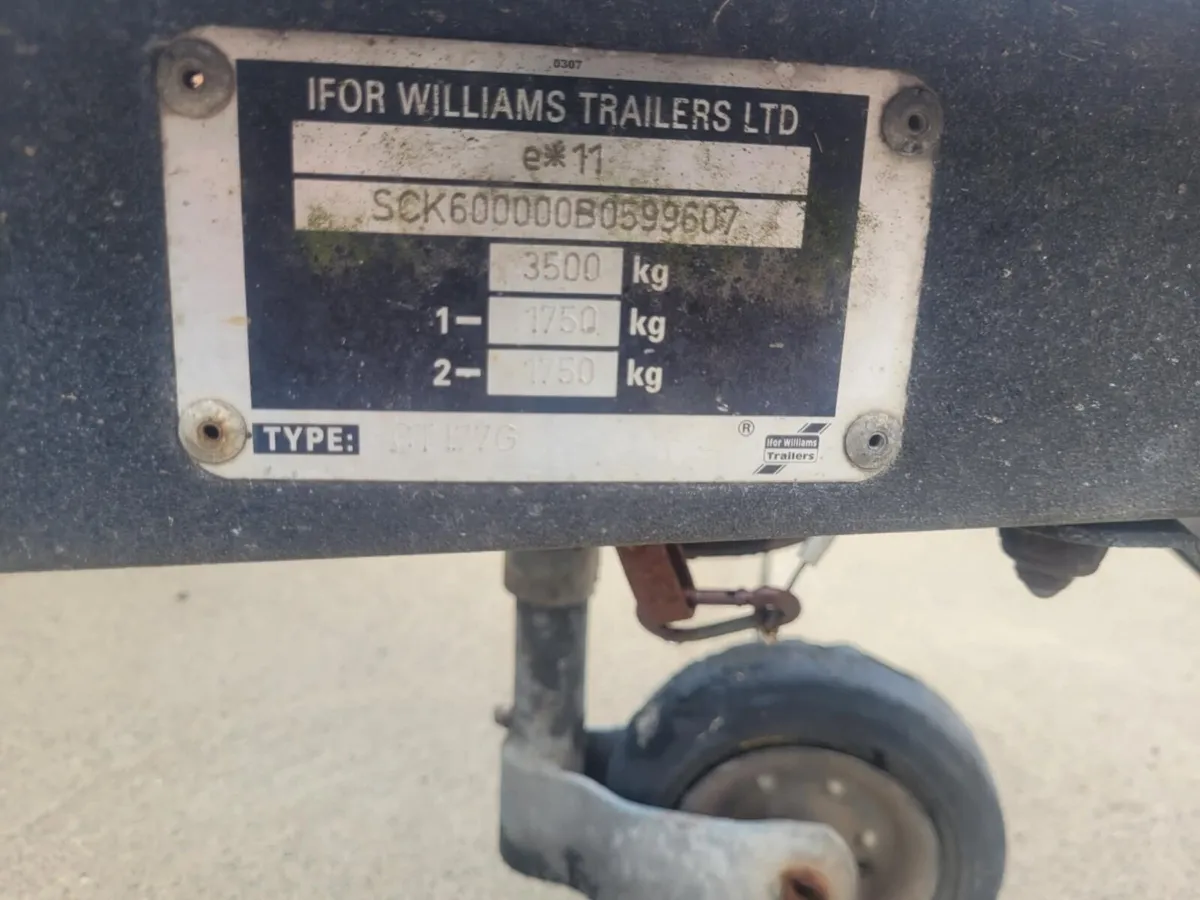 0307
IFOR WILLIAMS TRAILERS LTD
e*11
SCK600000B0599607
3500 kg
1- 1750 kg
2- 1750 kg
TYPE:
®
Ifor Williams
Trailers